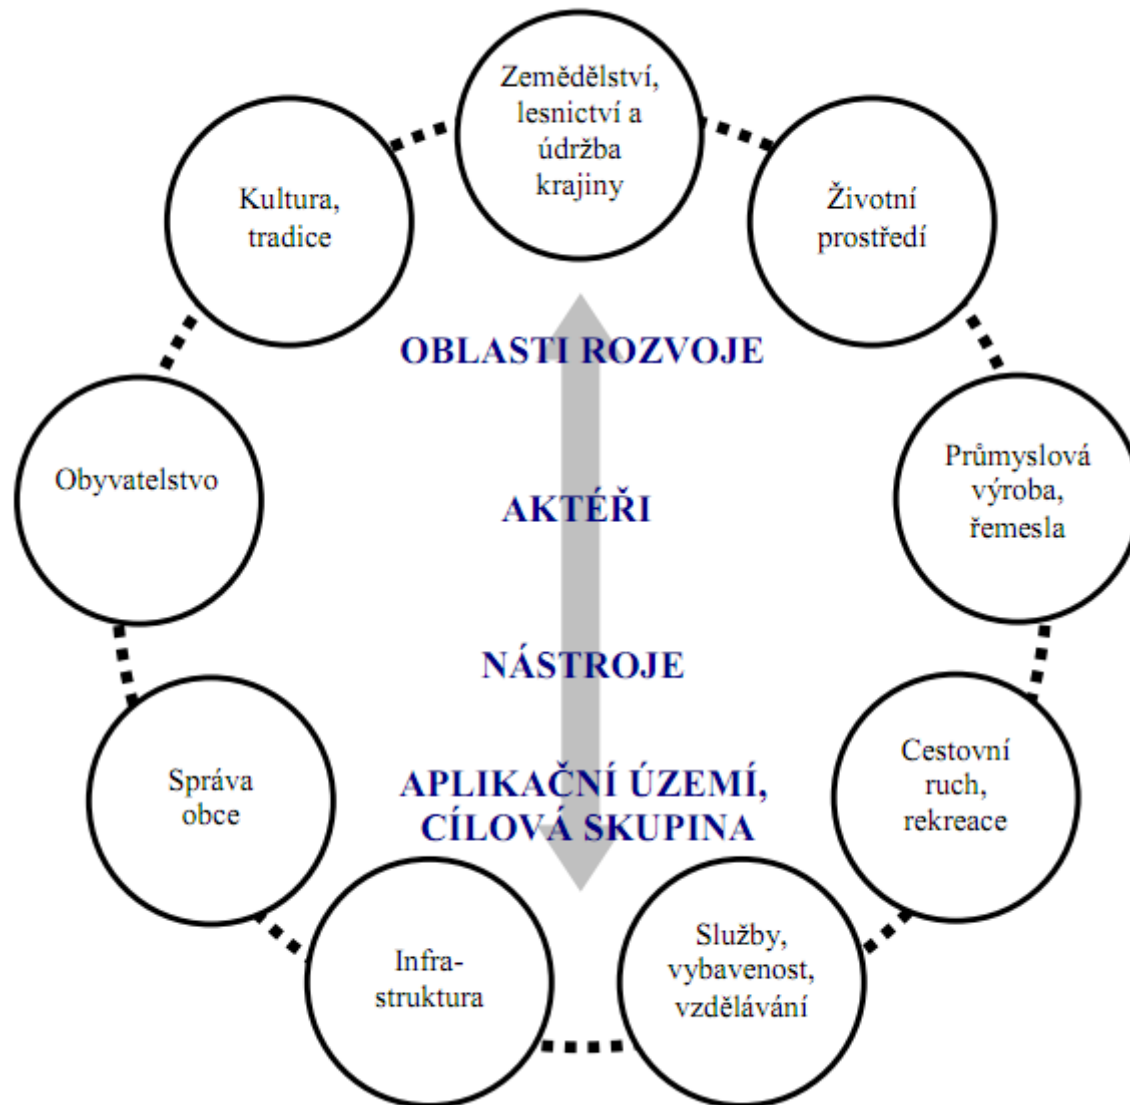 Zemědělství,
lesnictví a
údržba
krajiny
Životní
prostředí
Průmyslová
výroba,
řemesla
Cestovní
ruch,
rekreace
Služby,
vybavenost,
vzdělávání
Infra-
struktura
Správa
obce
Obyvatelstvo
Kultura,
tradice
OBLASTI ROZVOJE
AKTÉŘI
NÁSTROJE
APLIKAČNÍ ÚZEMÍ,
CÍLOVÁ SKUPINA